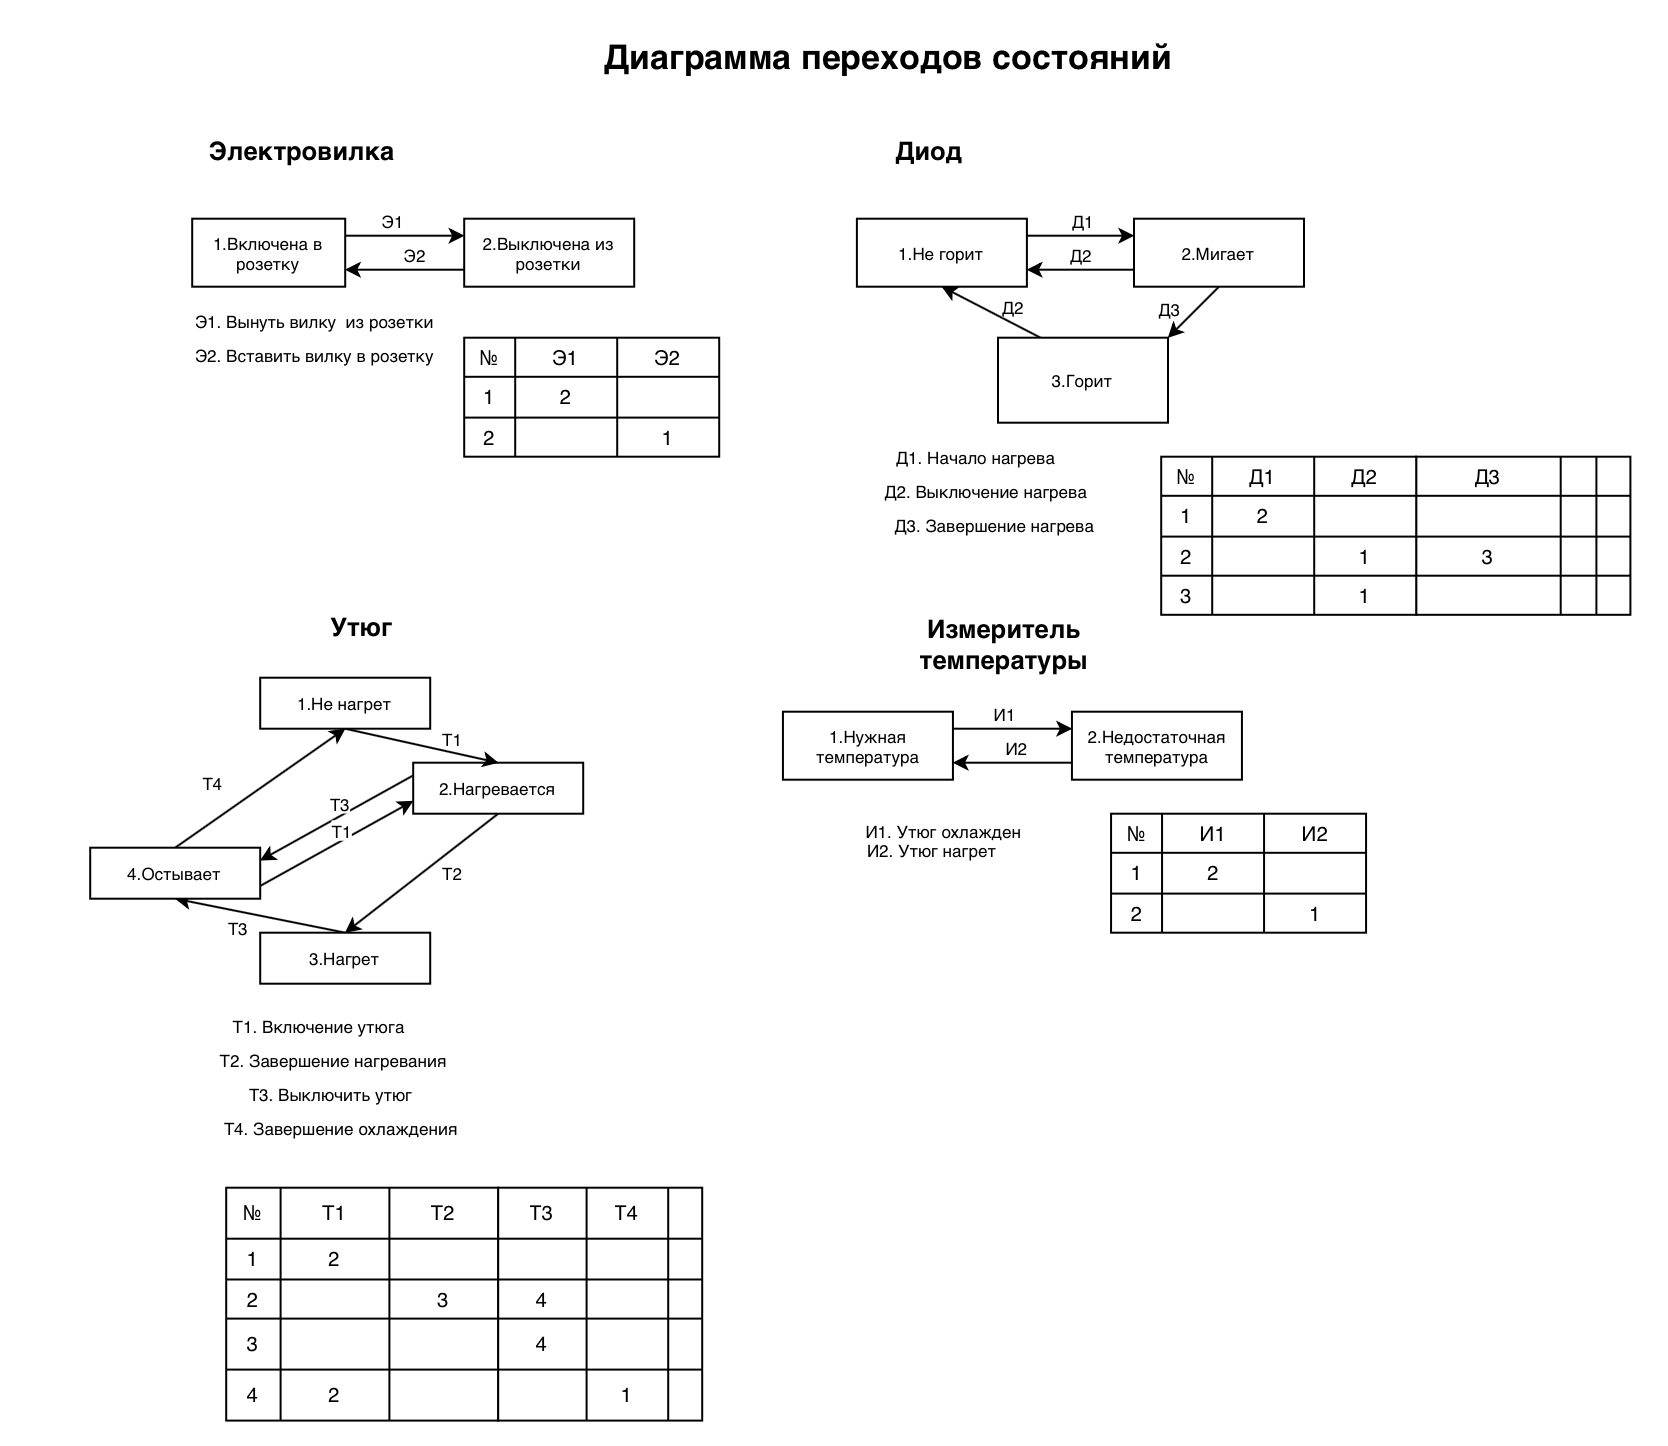 Диаграмма переходов состояний
Электровилка
Э1
1.Включена в
розетку
2.Выключена из
розетки
Э2
Э1. Вынуть вилку из розетки
Э2. Вставить вилку в розетку
№ Э1 Э2
1 2
2 1
Диод
Д1
1.Не горит
2.Мигает
Д2
Д2
Д3
3.Горит
Д1. Начало нагрева
Д2. Выключение нагрева
Д3. Завершение нагрева
№ Д1 Д2 Д3
1 2
2 1 3
3 1
Утюг
1.Не нагрет
Т1
Т4
2.Нагревается
Т3
Т1
4.Остывает
Т2
Т3
3.Нагрет
Т1. Включение утюга
Т2. Завершение нагревания
Т3. Выключить утюг
Т4. Завершение охлаждения
№ Т1 Т2 Т3 Т4
1 2
2 3 4
3 4
4 2 1
Измеритель
температуры
И1
1.Нужная
температура
2.Недостаточная
температура
И2
И1. Утюг охлажден
И2. Утюг нагрет
№ И1 И2
1 2
2 1